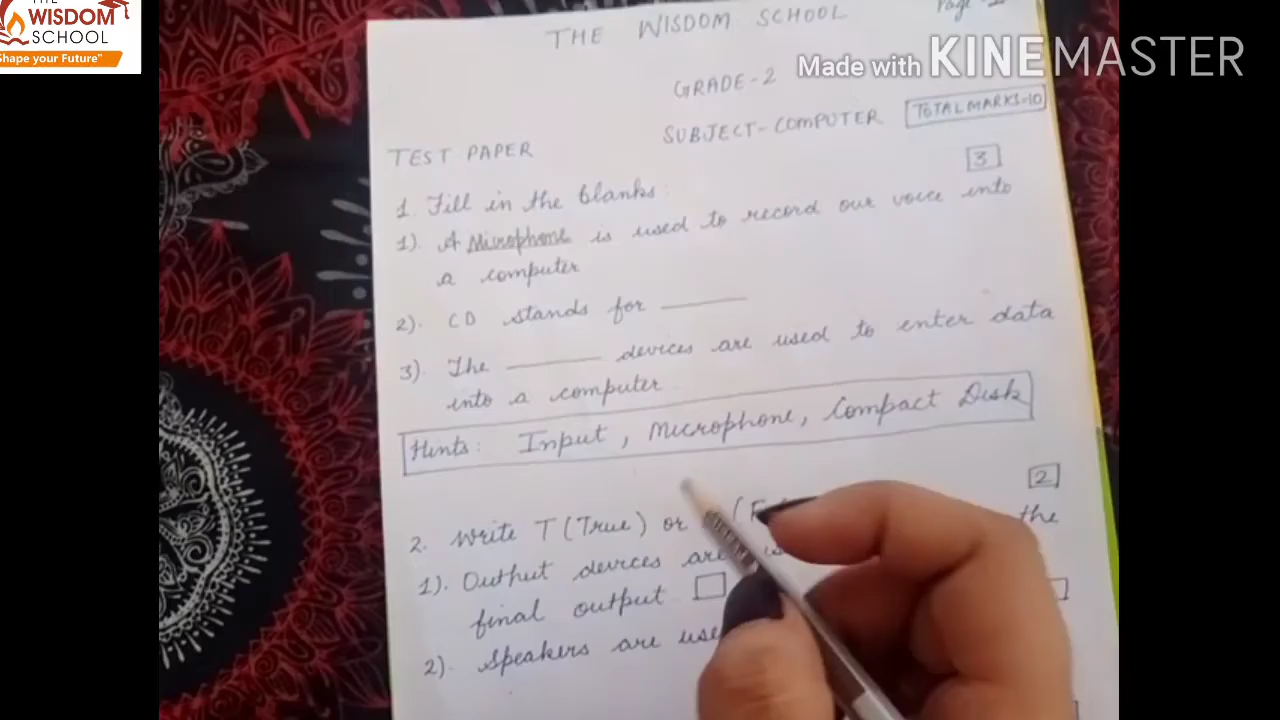 THE
WISDOM
SCHOOL
Shape your Future"
Made with KINEMASTER
THE WISDOM SCHOOL
Page
GRADE-2
SUBJECT-COMPUTER
TOTAL MARKS=10
TEST PAPER
3
1. Fill in the blanks:
1). A Microphone is used to record our voice into
a computer
2). CD stands for ______
3). The ______ devices are used to enter data
into a computer
Hints: Input, Microphone, Compact Disk
2
2. Write T (True) or
1). Output devices are the
final output
2). Speakers are